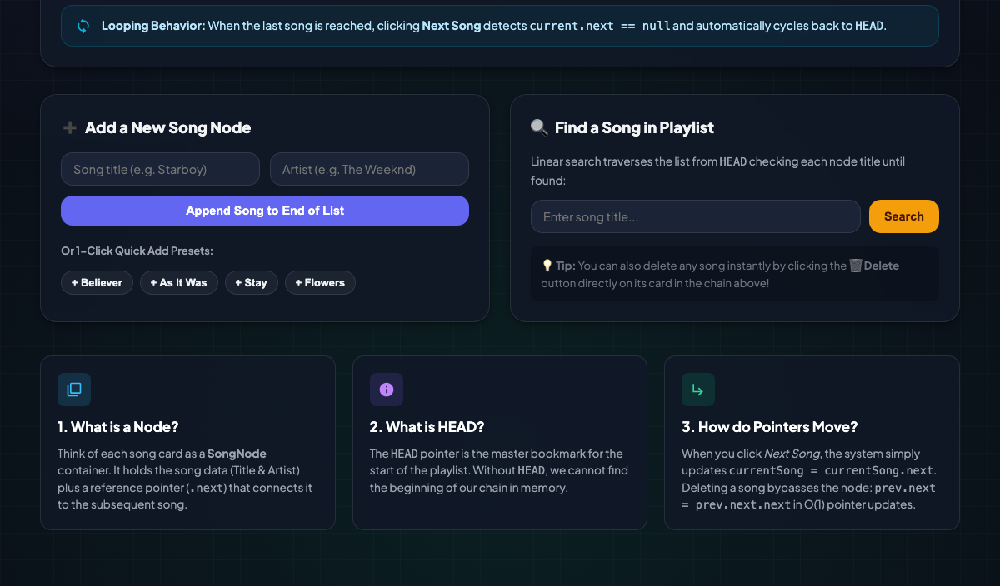 Looping Behavior: When the last song is reached, clicking Next Song detects current.next == null and automatically cycles back to HEAD.
➕ Add a New Song Node
Song title (e.g. Starboy)
Artist (e.g. The Weeknd)
Append Song to End of List
Or 1-Click Quick Add Presets:
+ Believer
+ As It Was
+ Stay
+ Flowers
🔍 Find a Song in Playlist
Linear search traverses the list from HEAD checking each node title until
found:
Enter song title...
Search
💡 Tip: You can also delete any song instantly by clicking the 🗑️ Delete
button directly on its card in the chain above!
1. What is a Node?
Think of each song card as a SongNode
container. It holds the song data (Title & Artist)
plus a reference pointer (.next) that connects it
to the subsequent song.
2. What is HEAD?
The HEAD pointer is the master bookmark for the
start of the playlist. Without HEAD, we cannot find
the beginning of our chain in memory.
3. How do Pointers Move?
When you click Next Song, the system simply
updates currentSong = currentSong.next.
Deleting a song bypasses the node: prev.next
= prev.next.next in O(1) pointer updates.